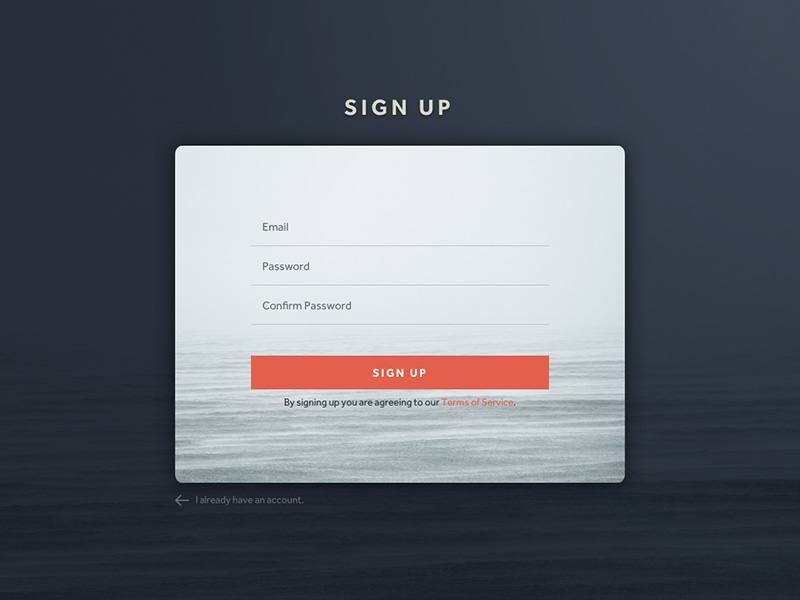 SIGN UP
Email
Password
Confirm Password
SIGN UP
By signing up you are agreeing to our Terms of Service.
I already have an account.